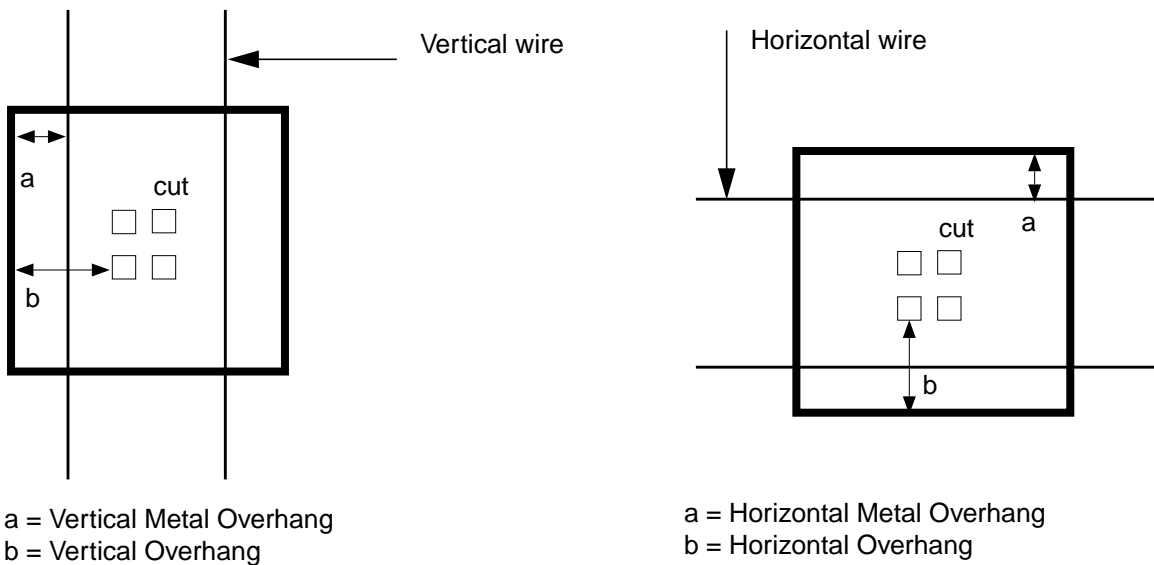 Vertical wire
a
cut
b
a = Vertical Metal Overhang
b = Vertical Overhang
Horizontal wire
a
cut
b
a = Horizontal Metal Overhang
b = Horizontal Overhang